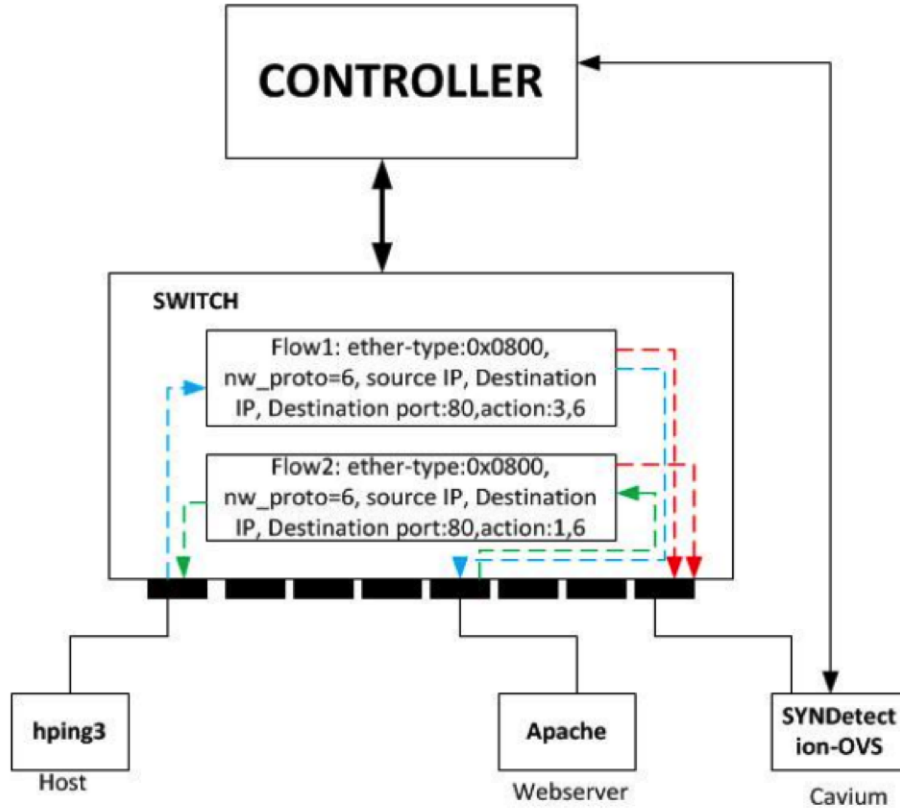 CONTROLLER
SWITCH
Flow1: ether-type:0x0800,
nw_proto=6, source IP, Destination
IP, Destination port:80,action:3,6
Flow2: ether-type:0x0800,
nw_proto=6, source IP, Destination
IP, Destination port:80,action:1,6
hping3
Host
Apache
Webserver
SYNDetect
ion-OVS
Cavium